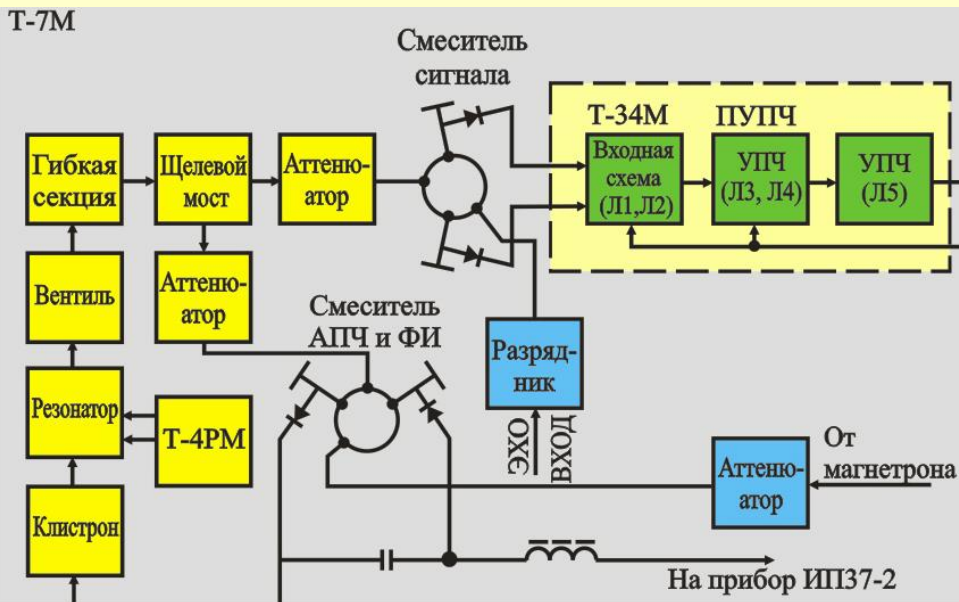 Т-7М
Смеситель
сигнала
Т-34М
ПУПЧ
Гибкая
секция
Щелевой
мост
Аттеню-
атор
Входная
схема
(Л1,Л2)
УПЧ
(Л3, Л4)
УПЧ
(Л5)
Вентиль
Аттеню-
атор
Смеситель
АПЧ и ФИ
Разряд-
ник
Резонатор
Т-4РМ
ЭХО
ВХОД
Аттеню-
атор
От
магнетрона
Клистрон
На прибор ИП37-2